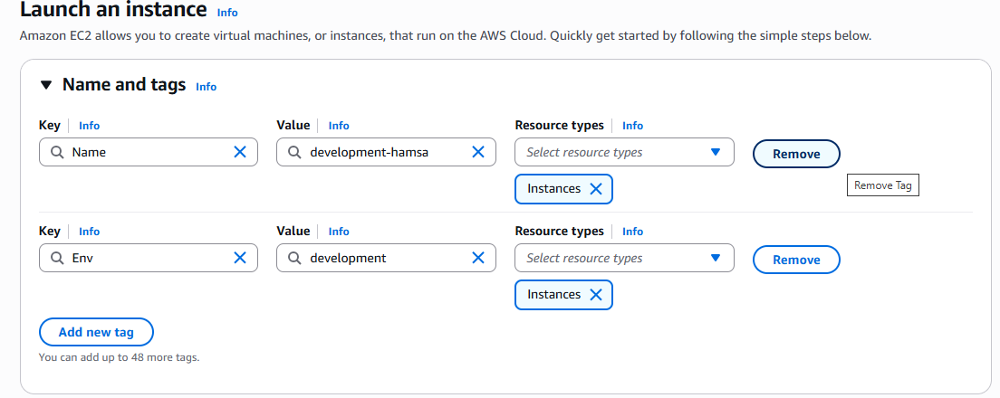 Launch an instance Info
Amazon EC2 allows you to create virtual machines, or instances, that run on the AWS Cloud. Quickly get started by following the simple steps below.
Name and tags Info
Key Info Value Info Resource types Info
Name development-hamsa Select resource types Remove
Instances
Remove Tag
Key Info Value Info Resource types Info
Env development Select resource types Remove
Instances
Add new tag
You can add up to 48 more tags.